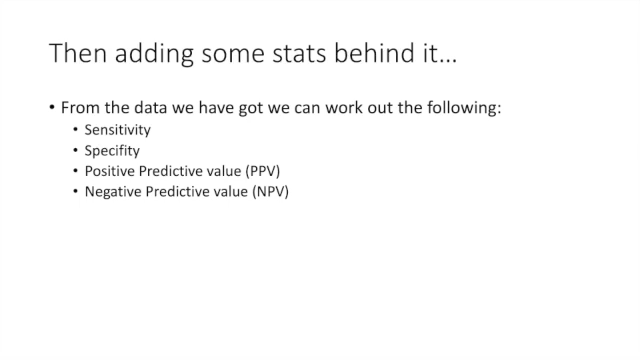 Then adding some stats behind it...
• From the data we have got we can work out the following:
• Sensitivity
• Specifity
• Positive Predictive value (PPV)
• Negative Predictive value (NPV)